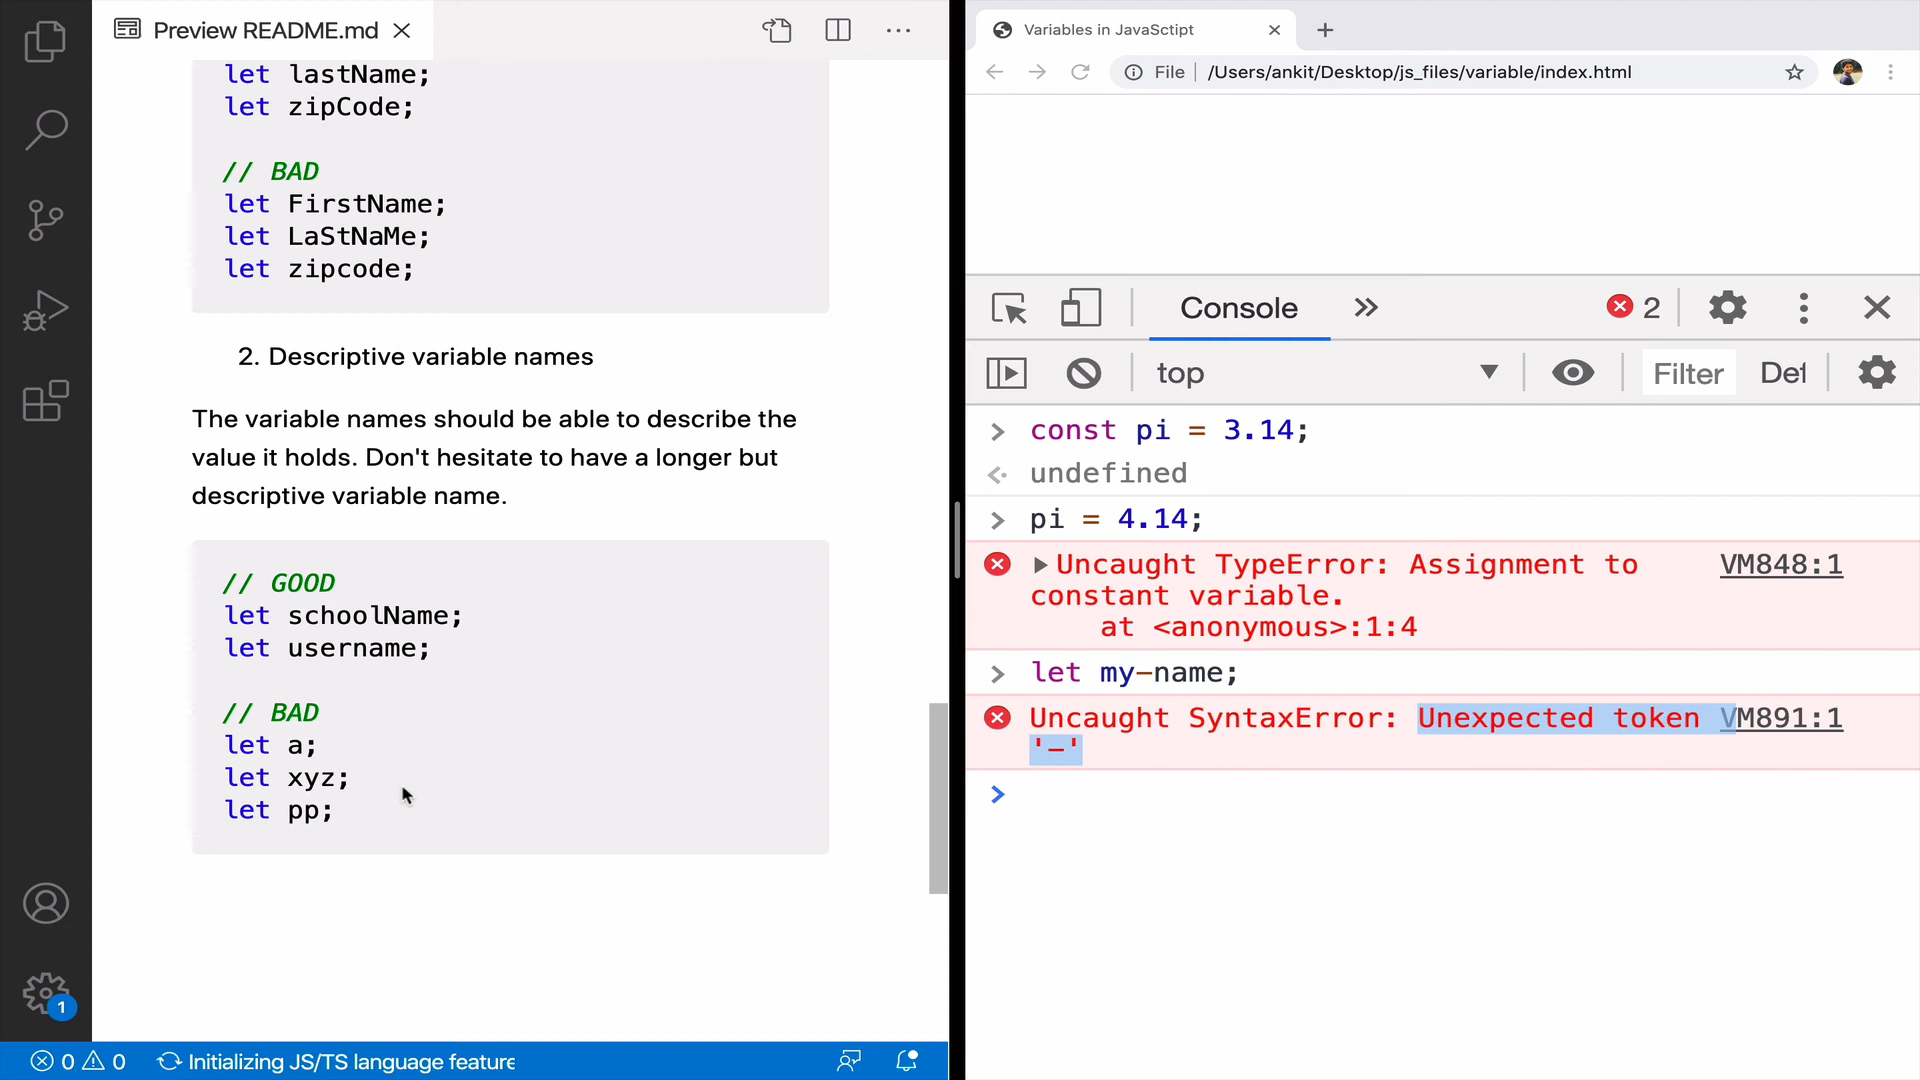 Preview README.md
let lastName;
let zipCode;
// BAD
let FirstName;
let LaStNaMe;
let zipcode;
2. Descriptive variable names
The variable names should be able to describe the
value it holds. Don't hesitate to have a longer but
descriptive variable name.
// GOOD
let schoolName;
let username;
// BAD
let a;
let xyz;
let pp;
1
0 0 Initializing JS/TS language feature
Variables in JavaSctipt
File /Users/ankit/Desktop/js_files/variable/index.html
Console 2
top Filter Def
> const pi = 3.14;
undefined
> pi = 4.14;
Uncaught TypeError: Assignment to VM848:1
constant variable.
at <anonymous>:1:4
> let my-name;
Uncaught SyntaxError: Unexpected token VM891:1
'-'
>